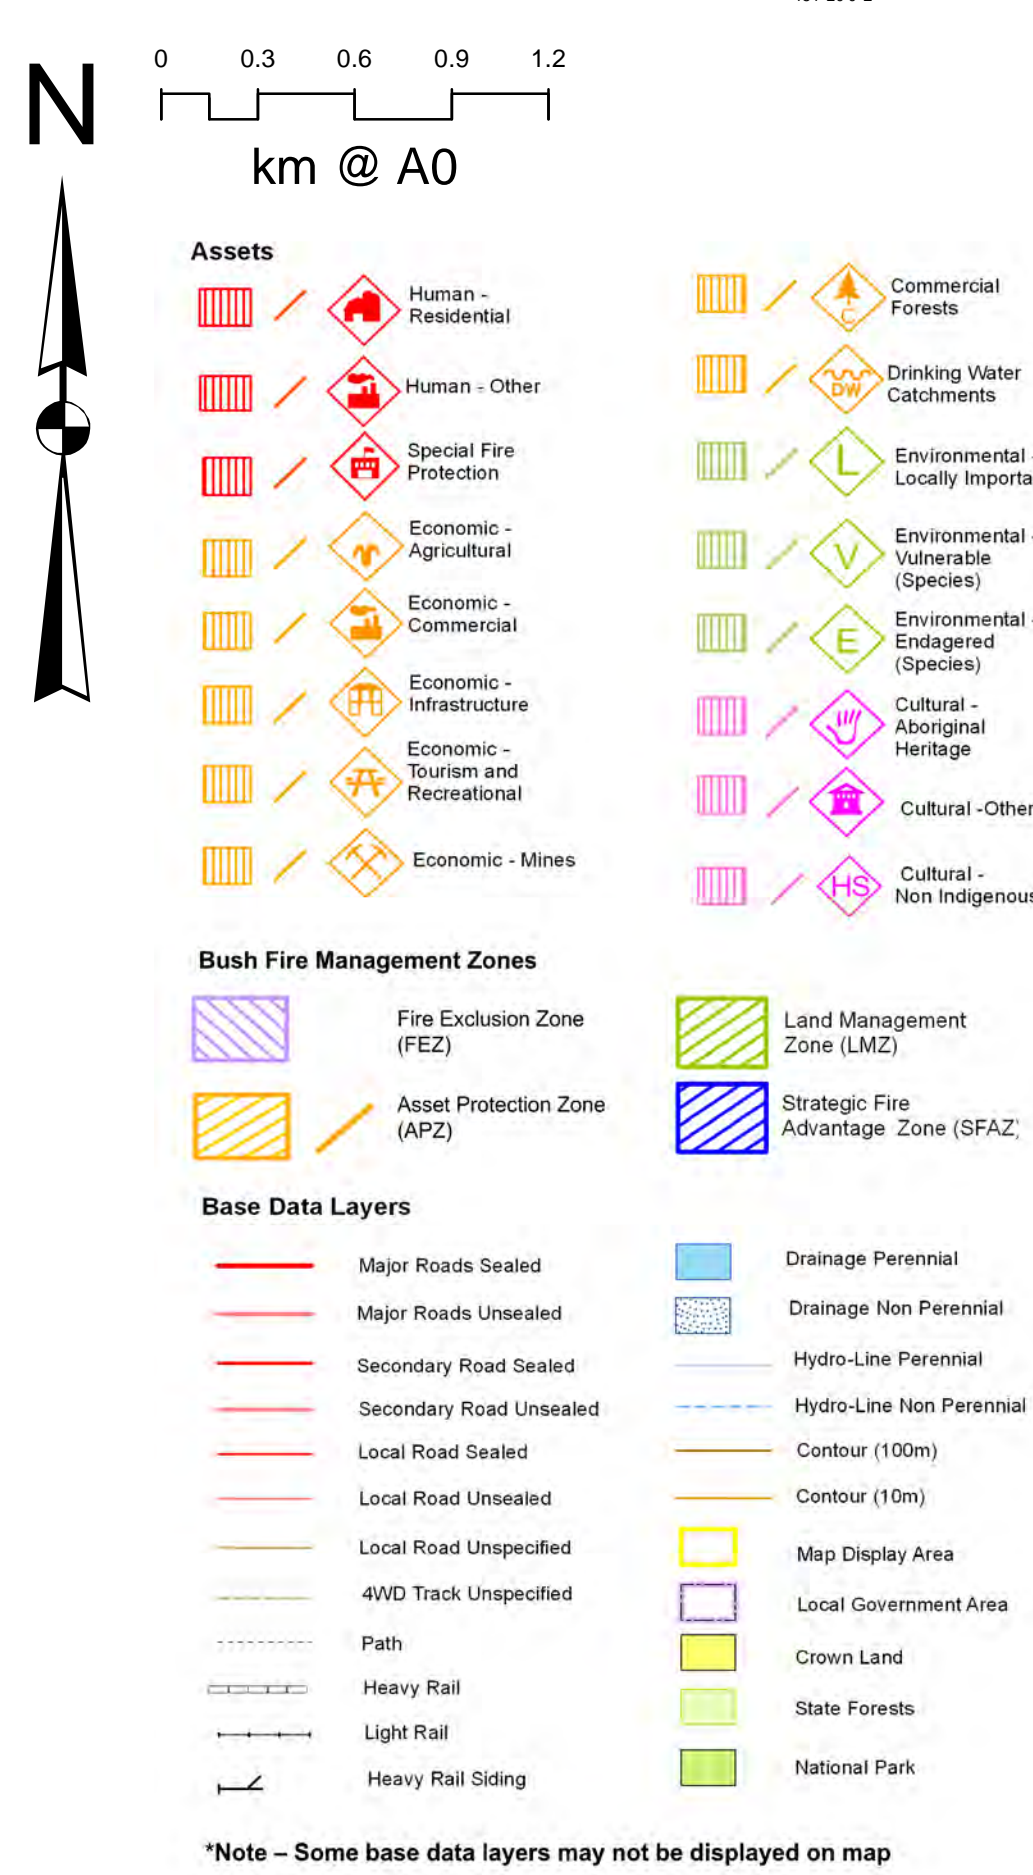 0 0.3 0.6 0.9 1.2
N
km @ A0
Assets
Human -
Residential
Human - Other
Special Fire
Protection
Economic -
Agricultural
Economic -
Commercial
Economic -
Infrastructure
Economic -
Tourism and
Recreational
Economic - Mines
C
Commercial
Forests
DW
Drinking Water
Catchments
L
Environmental -
Locally Importa
V
Environmental -
Vulnerable
(Species)
E
Environmental -
Endagered
(Species)
Cultural -
Aboriginal
Heritage
Cultural -Other
HS
Cultural -
Non Indigenous
Bush Fire Management Zones
Fire Exclusion Zone
(FEZ)
Asset Protection Zone
(APZ)
Land Management
Zone (LMZ)
Strategic Fire
Advantage Zone (SFAZ)
Base Data Layers
Major Roads Sealed
Major Roads Unsealed
Secondary Road Sealed
Secondary Road Unsealed
Local Road Sealed
Local Road Unsealed
Local Road Unspecified
4WD Track Unspecified
Path
Heavy Rail
Light Rail
Heavy Rail Siding
Drainage Perennial
Drainage Non Perennial
Hydro-Line Perennial
Hydro-Line Non Perennial
Contour (100m)
Contour (10m)
Map Display Area
Local Government Area
Crown Land
State Forests
National Park
*Note – Some base data layers may not be displayed on map